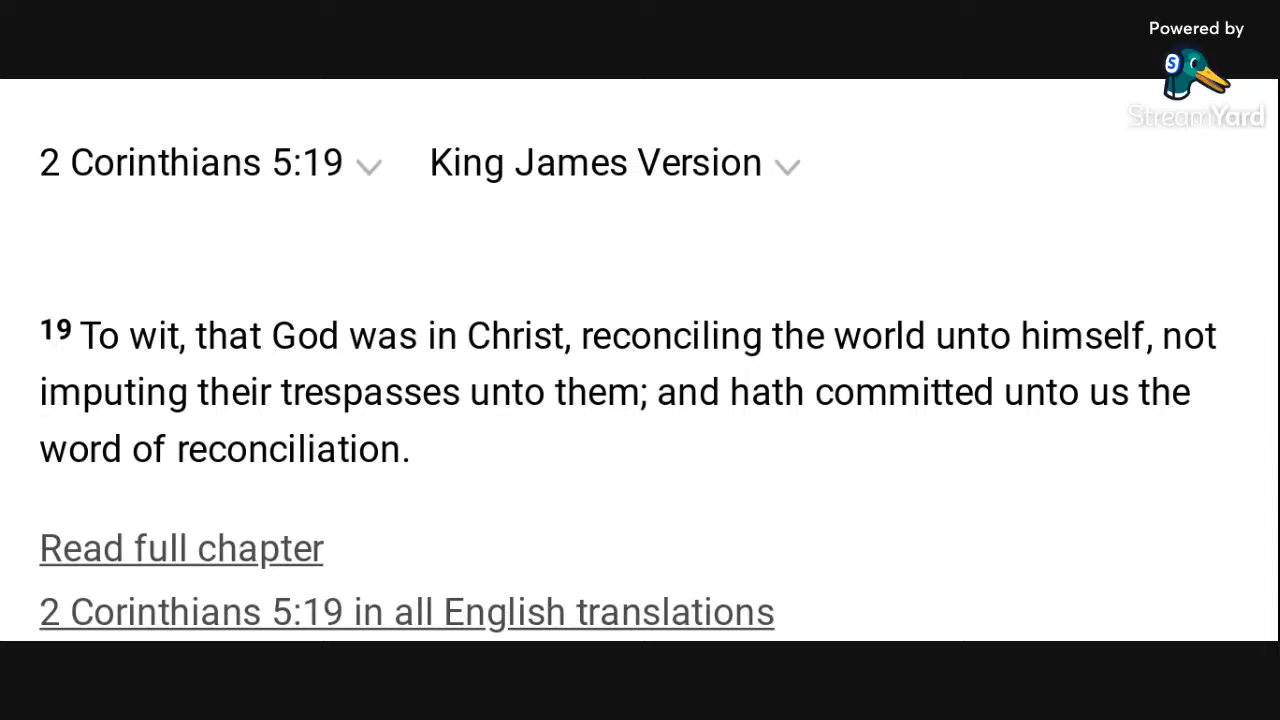 Powered by
S
StreamYard
2 Corinthians 5:19 King James Version
19 To wit, that God was in Christ, reconciling the world unto himself, not
imputing their trespasses unto them; and hath committed unto us the
word of reconciliation.
Read full chapter
2 Corinthians 5:19 in all English translations